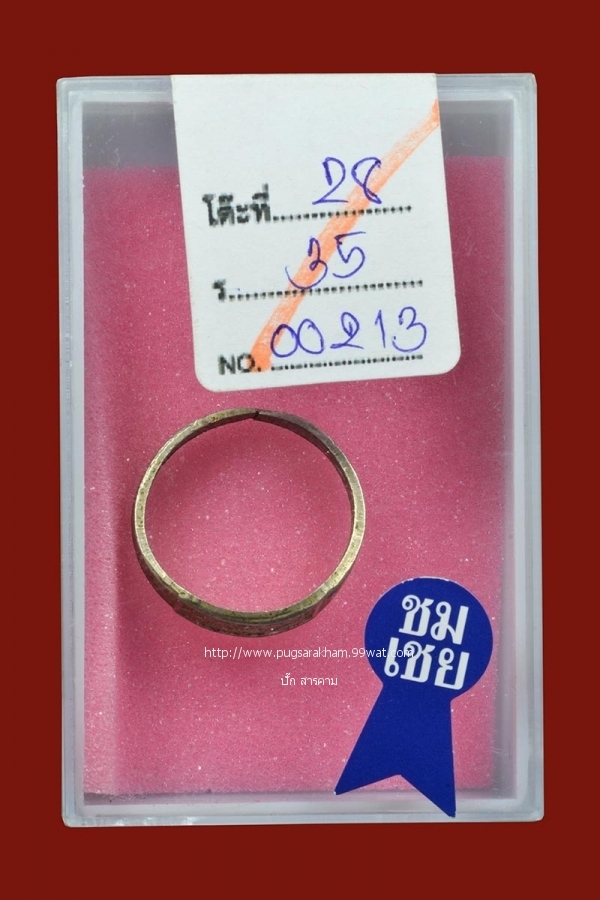 โต๊ะที่ 28
ร. 35
NO. 00213
http://www.pugsarakham.99wat.com
ปั๊ก สารคาม
ชม
เชย